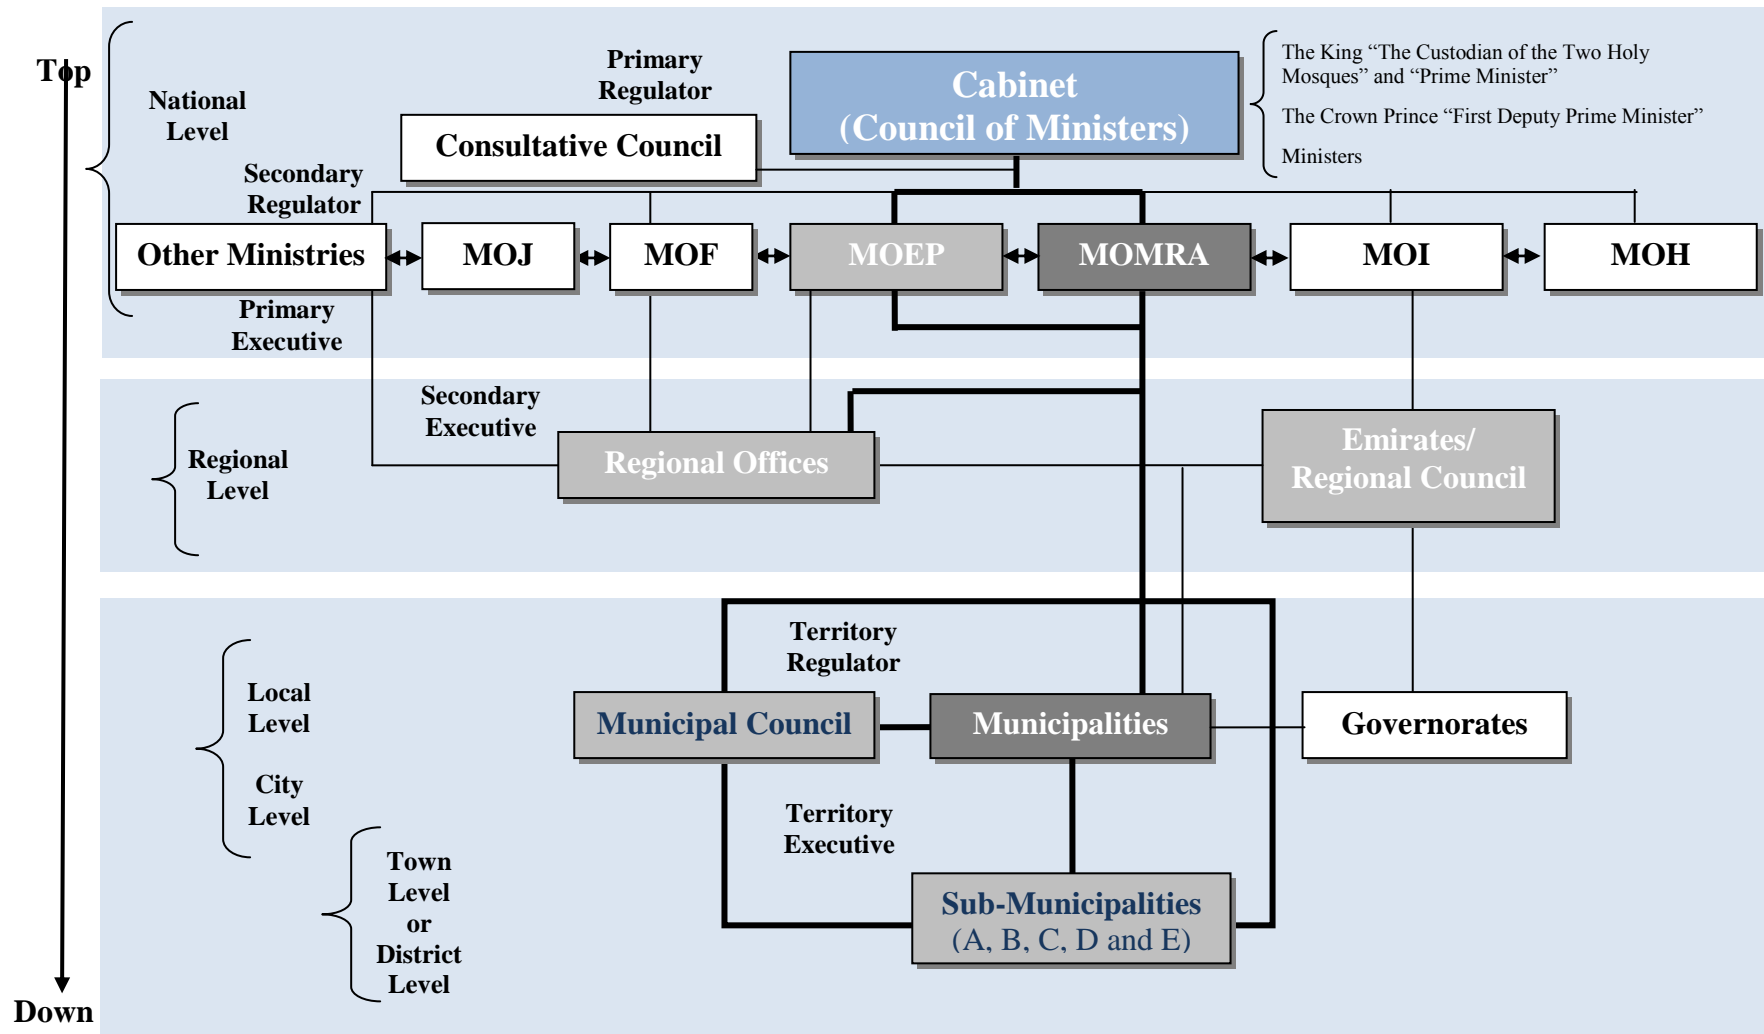 Top
National
Level
Primary
Regulator
Cabinet
(Council of Ministers)
The King “The Custodian of the Two Holy
Mosques” and “Prime Minister”
The Crown Prince “First Deputy Prime Minister”
Ministers
Consultative Council
Secondary
Regulator
Other Ministries
MOJ
MOF
MOEP
MOMRA
MOI
MOH
Primary
Executive
Secondary
Executive
Regional
Level
Regional Offices
Emirates/
Regional Council
Territory
Regulator
Local
Level
Municipal Council
Municipalities
Governorates
City
Level
Territory
Executive
Town
Level
or
District
Level
Sub-Municipalities
(A, B, C, D and E)
Down